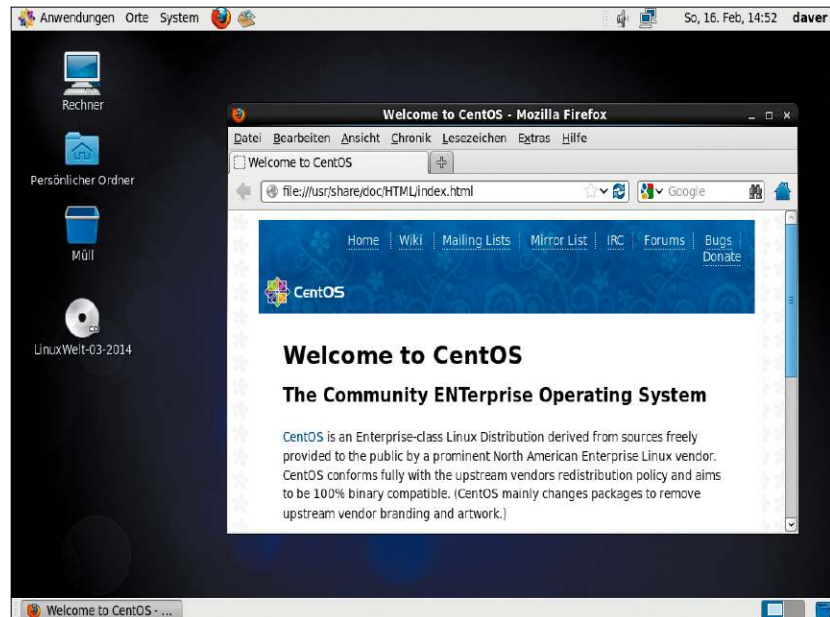 Anwendungen Orte System So, 16. Feb, 14:52 daver
Rechner
Persönlicher Ordner
Müll
LinuxWelt-03-2014
Welcome to CentOS - Mozilla Firefox
Datei Bearbeiten Ansicht Chronik Lesezeichen Extras Hilfe
Welcome to CentOS
file:///usr/share/doc/HTML/index.html Google
Home Wiki Mailing Lists Mirror List IRC Forums Bugs
Donate
CentOS
Welcome to CentOS
The Community ENTerprise Operating System
CentOS is an Enterprise-class Linux Distribution derived from sources freely
provided to the public by a prominent North American Enterprise Linux vendor.
CentOS conforms fully with the upstream vendors redistribution policy and aims
to be 100% binary compatible. (CentOS mainly changes packages to remove
upstream vendor branding and artwork.)
Welcome to CentOS - ...